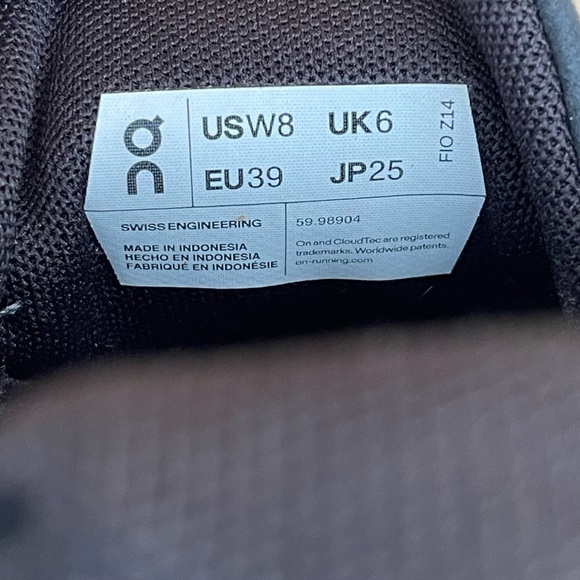 On
USW8 UK6
EU39 JP25
FIO Z14
SWISS ENGINEERING
MADE IN INDONESIA
HECHO EN INDONESIA
FABRIQUÉ EN INDONÉSIE
59.98904
On and CloudTec are registered
trademarks. Worldwide patents.
on-running.com